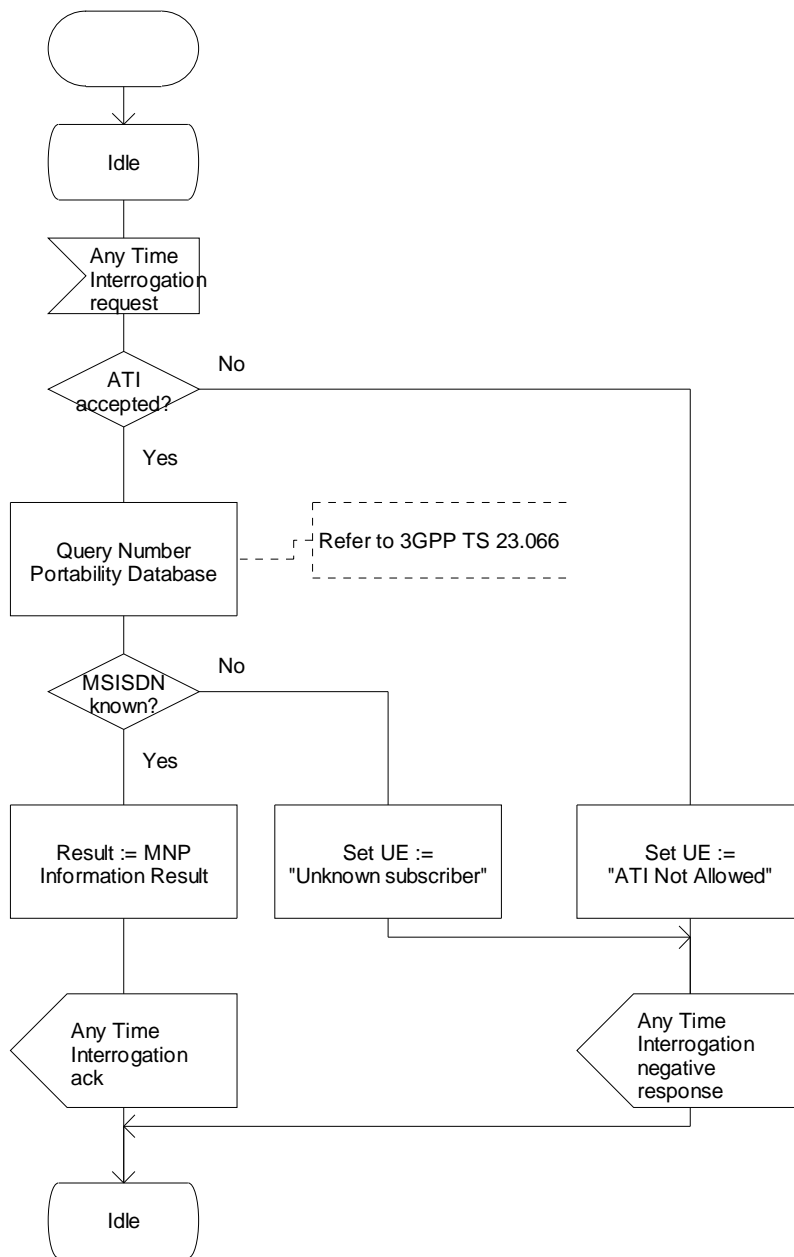 Idle
Any Time
Interrogation
request
No
ATI
accepted?
Yes
Query Number
Portability Database
Refer to 3GPP TS 23.066
No
MSISDN
known?
Yes
Result := MNP
Information Result
Set UE :=
"Unknown subscriber"
Set UE :=
"ATI Not Allowed"
Any Time
Interrogation
ack
Any Time
Interrogation
negative
response
Idle